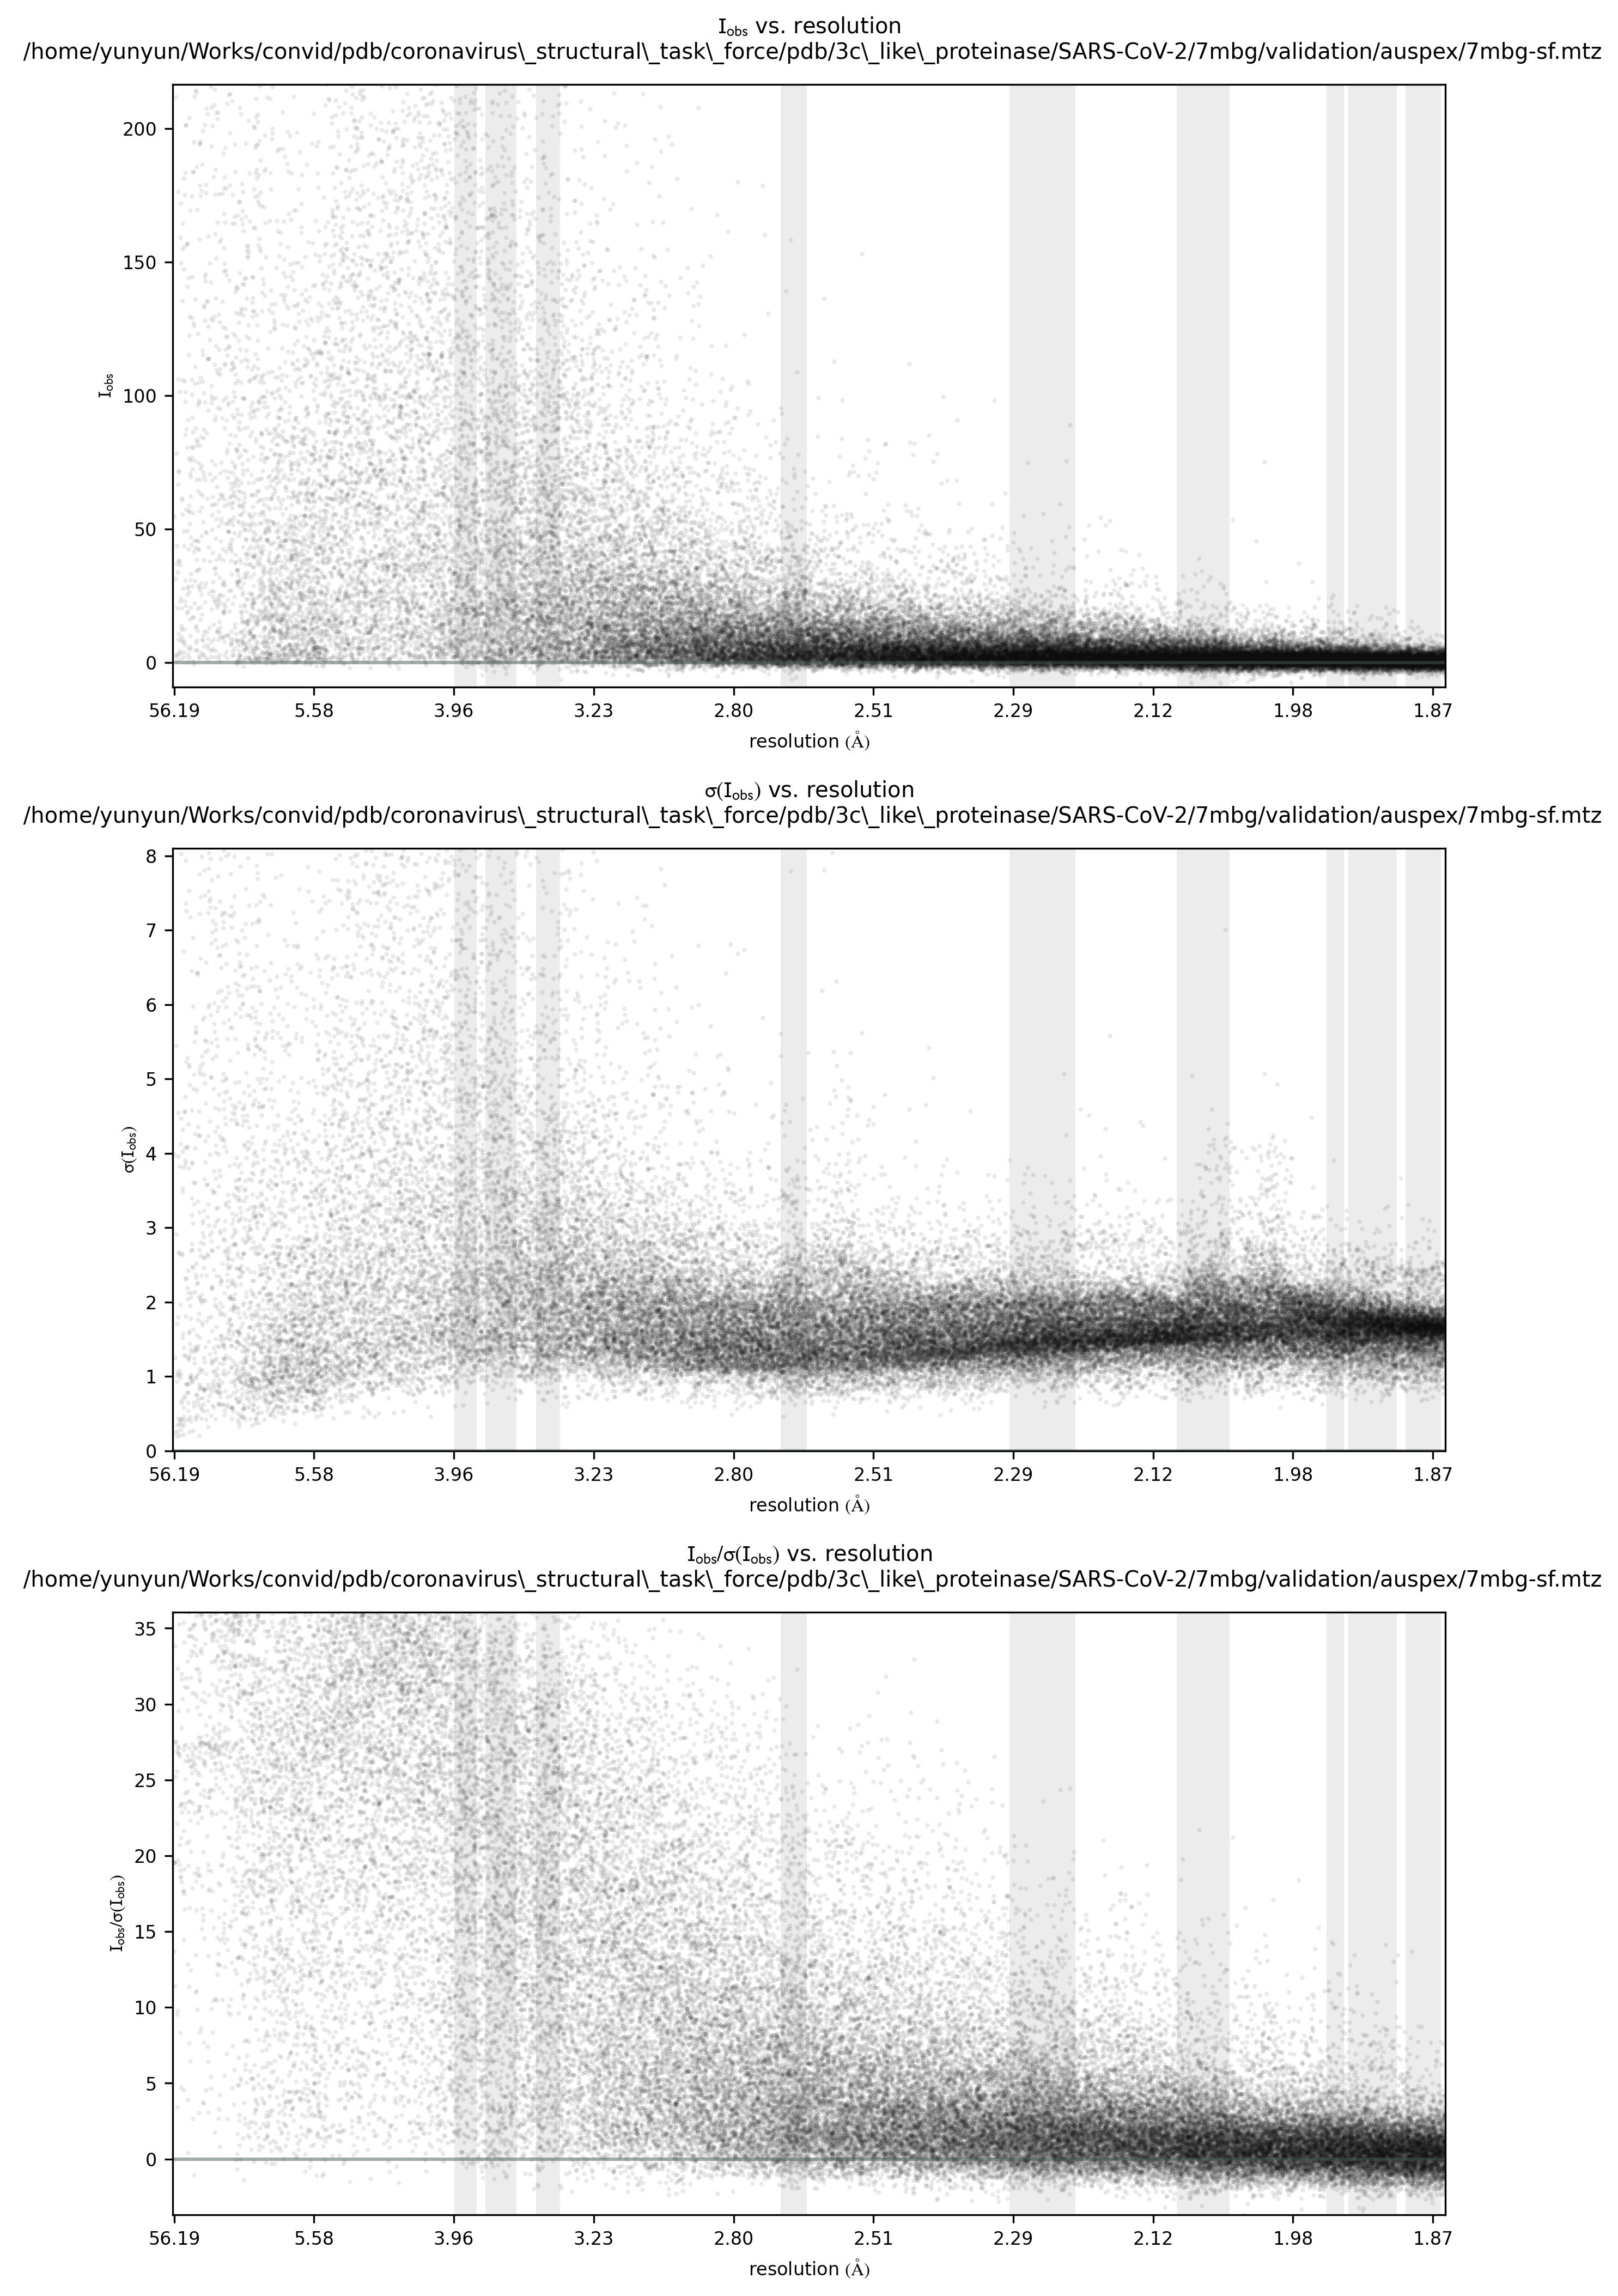 I_obs vs. resolution
/home/yunyun/Works/convid/pdb/coronavirus\_structural\_task\_force/pdb/3c\_like\_proteinase/SARS-CoV-2/7mbg/validation/auspex/7mbg-sf.mtz
200
150
100
50
0
I_obs
56.19 5.58 3.96 3.23 2.80 2.51 2.29 2.12 1.98 1.87
resolution (Å)
σ(I_obs) vs. resolution
/home/yunyun/Works/convid/pdb/coronavirus\_structural\_task\_force/pdb/3c\_like\_proteinase/SARS-CoV-2/7mbg/validation/auspex/7mbg-sf.mtz
8
7
6
5
4
3
2
1
0
σ(I_obs)
56.19 5.58 3.96 3.23 2.80 2.51 2.29 2.12 1.98 1.87
resolution (Å)
I_obs/σ(I_obs) vs. resolution
/home/yunyun/Works/convid/pdb/coronavirus\_structural\_task\_force/pdb/3c\_like\_proteinase/SARS-CoV-2/7mbg/validation/auspex/7mbg-sf.mtz
35
30
25
20
15
10
5
0
I_obs/σ(I_obs)
56.19 5.58 3.96 3.23 2.80 2.51 2.29 2.12 1.98 1.87
resolution (Å)